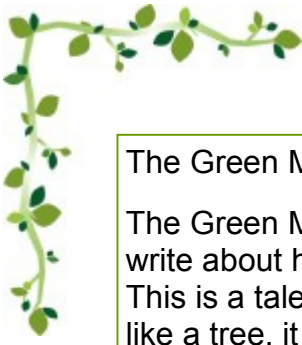 The Green M
The Green M
write about h
This is a tale
like a tree, it